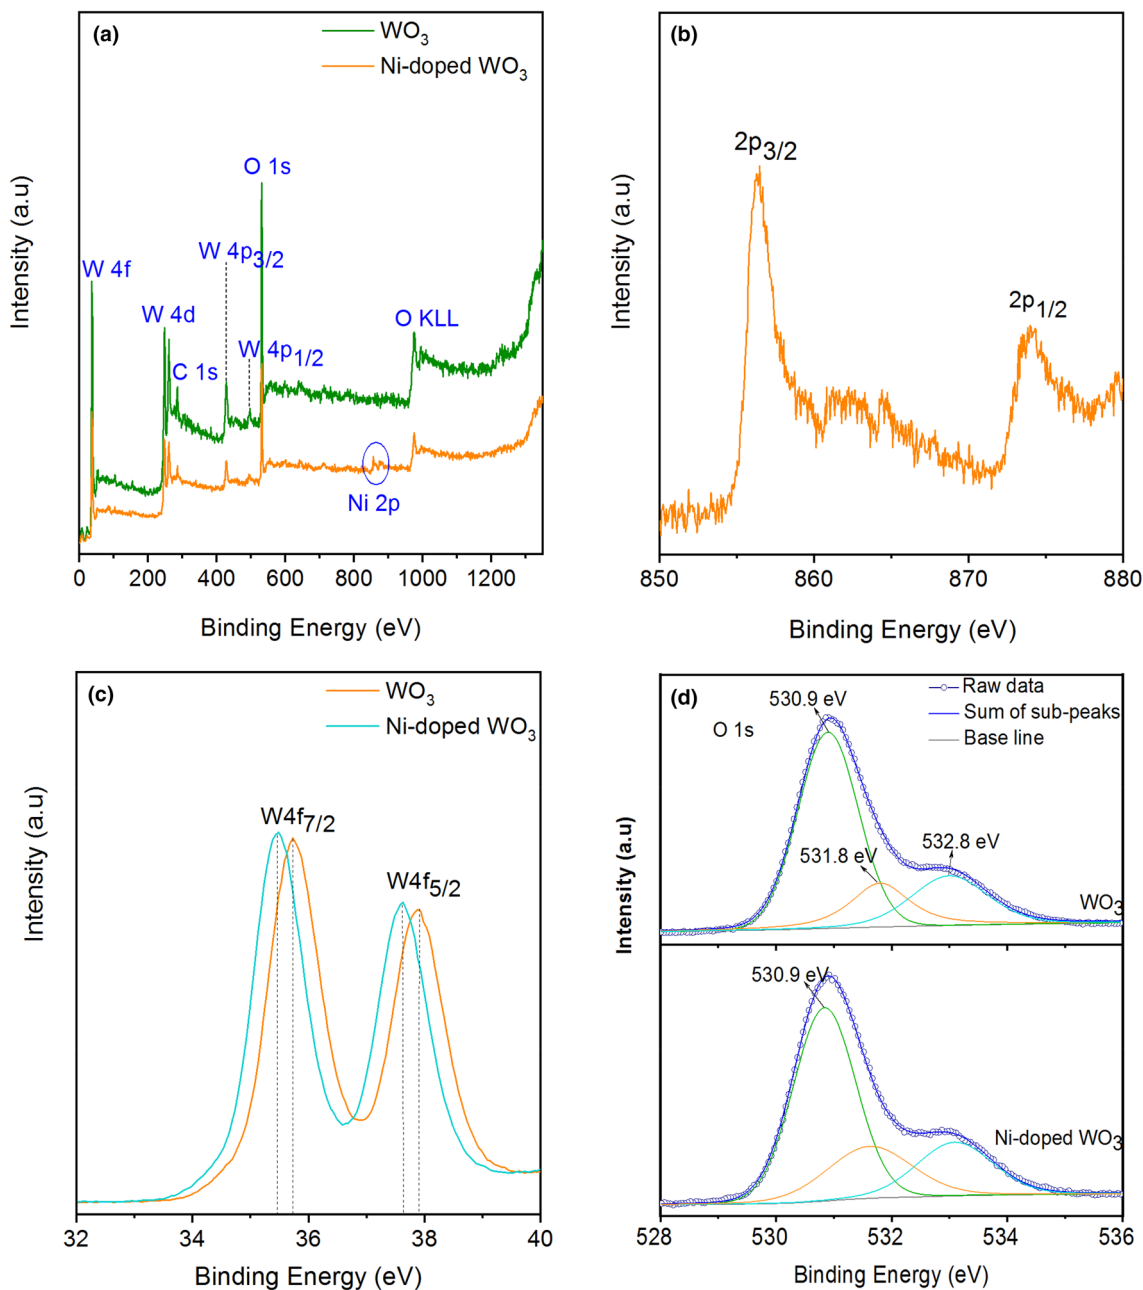 (a)
WO3
Ni-doped WO3
O 1s
W 4p3/2
W 4f
W 4d
O KLL
W 4p1/2
C 1s
Ni 2p
Intensity (a.u)
0 200 400 600 800 1000 1200
Binding Energy (eV)
(b)
2p3/2
2p1/2
Intensity (a.u)
850 860 870 880
Binding Energy (eV)
(c)
WO3
Ni-doped WO3
W4f7/2
W4f5/2
Intensity (a.u)
32 34 36 38 40
Binding Energy (eV)
(d)
Raw data
Sum of sub-peaks
Base line
O 1s
530.9 eV
531.8 eV
532.8 eV
WO3
530.9 eV
Ni-doped WO3
Intensity (a.u)
528 530 532 534 536
Binding Energy (eV)